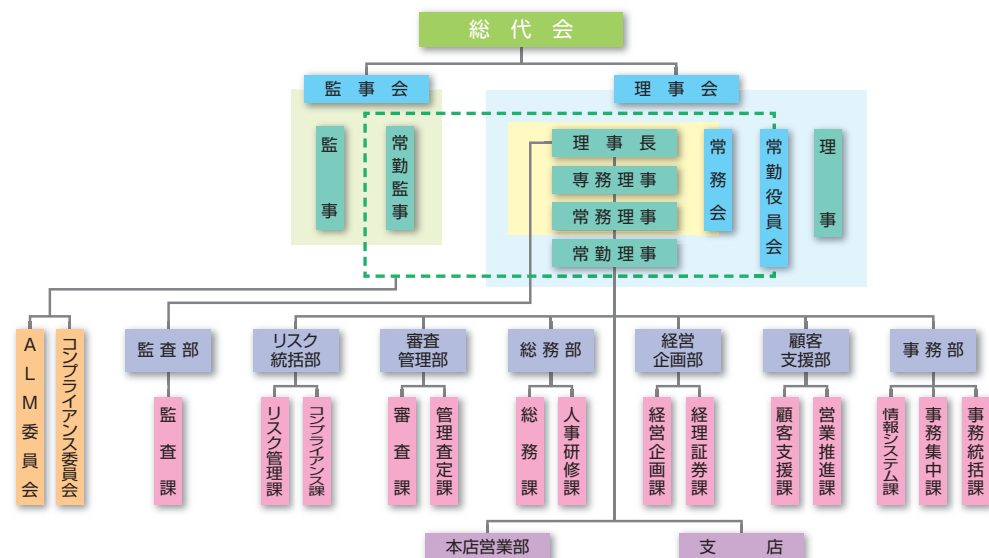 総代会
監事会
理事会
監事
常勤監事
理事長
専務理事
常務理事
常勤理事
常務会
常勤役員会
理事
ALM委員会
コンプライアンス委員会
監査部
リスク
統括部
審査
管理部
総務部
経営
企画部
顧客
支援部
事務部
監査課
リスク管理課
コンプライアンス課
審査課
管理査定課
総務課
人事研修課
経営企画課
経理証券課
顧客支援課
営業推進課
情報システム課
事務集中課
事務統括課
本店営業部
支店